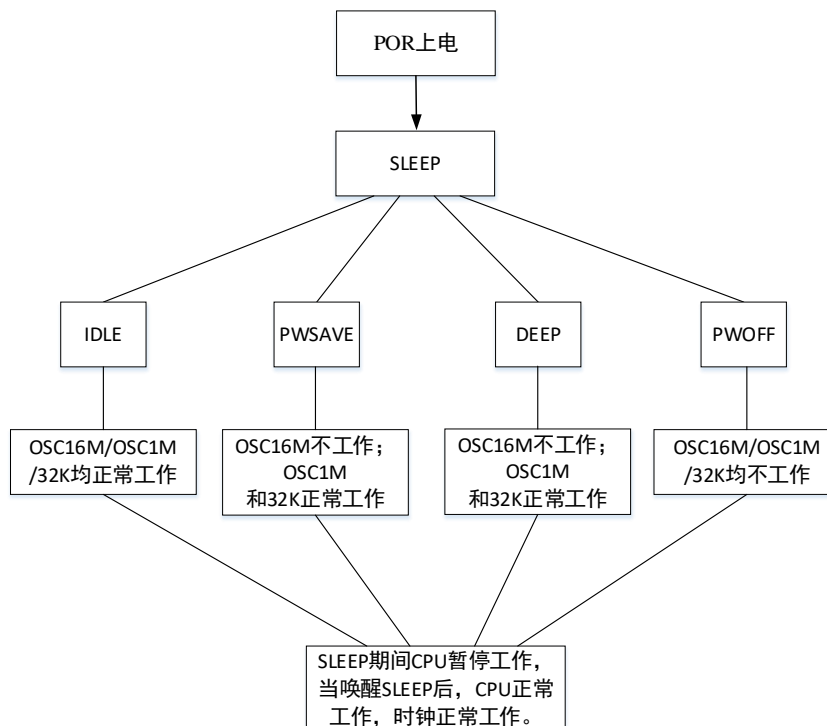 POR上电
SLEEP
IDLE
PWSAVE
DEEP
PWOFF
OSC16M/OSC1M
/32K均正常工作
OSC16M不工作；
OSC1M
和32K正常工作
OSC16M不工作；
OSC1M
和32K正常工作
OSC16M/OSC1M
/32K均不工作
SLEEP期间CPU暂停工作，
当唤醒SLEEP后，CPU正常
工作，时钟正常工作。